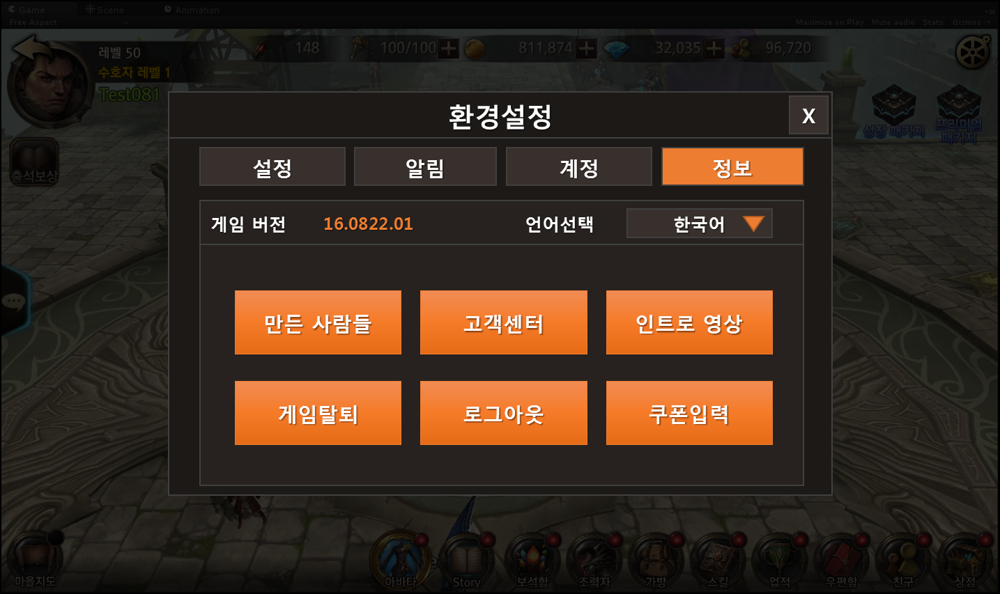 Game
Scene
Animation
Free Aspect
Maximize on Play Mute audio Stats Gizmos
레벨 50
수호자 레벨 1
Test081
148
100/100
811,874
32,035
96,720
성장 패키지
프리미엄
패키지
출석보상
환경설정
X
설정
알림
계정
정보
게임 버전
16.0822.01
언어선택
한국어
만든 사람들
고객센터
인트로 영상
게임탈퇴
로그아웃
쿠폰입력
마을지도
아바타
Story
보석함
조력자
가방
스킬
업적
우편함
친구
상점